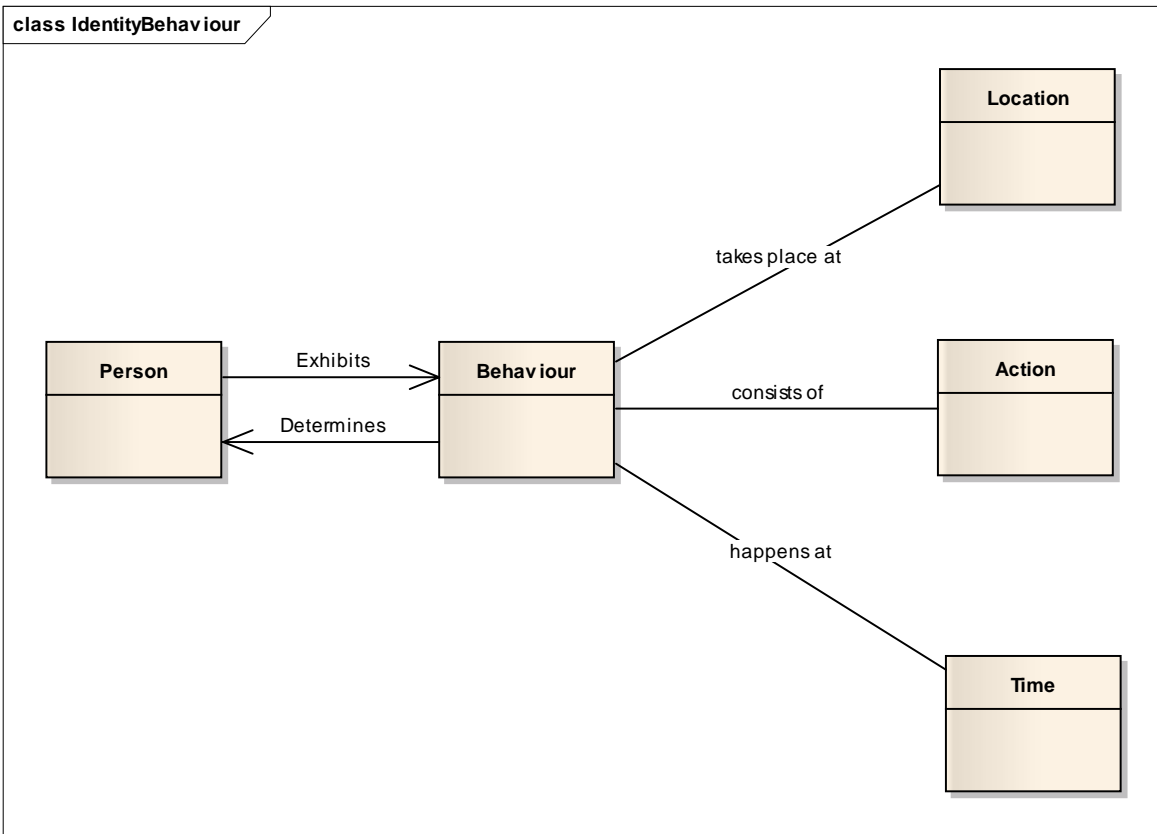 class IdentityBehaviour
Location
takes place at
Person
Exhibits
Behaviour
Determines
consists of
Action
happens at
Time